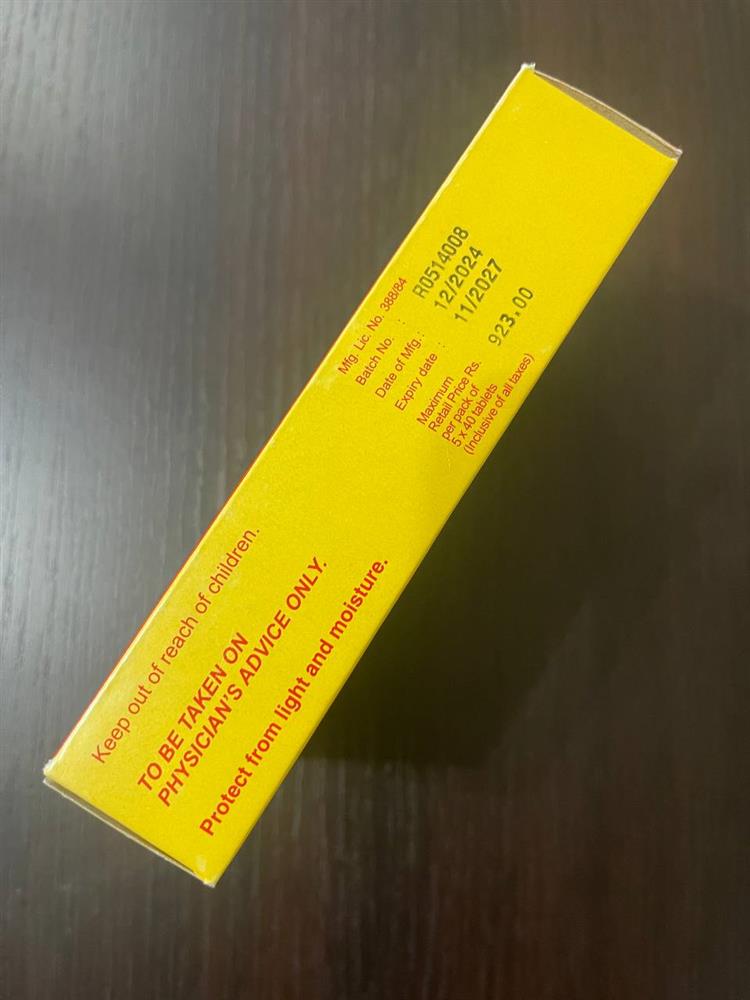 Mfg. Lic. No. 388/84
Batch No. : R0514008
Date of Mfg.: 12/2024
Expiry date : 11/2027
Maximum
Retail Price Rs. 923.00
per pack of
5 x 40 tablets
(Inclusive of all taxes)
Keep out of reach of children.
TO BE TAKEN ON
PHYSICIAN'S ADVICE ONLY.
Protect from light and moisture.